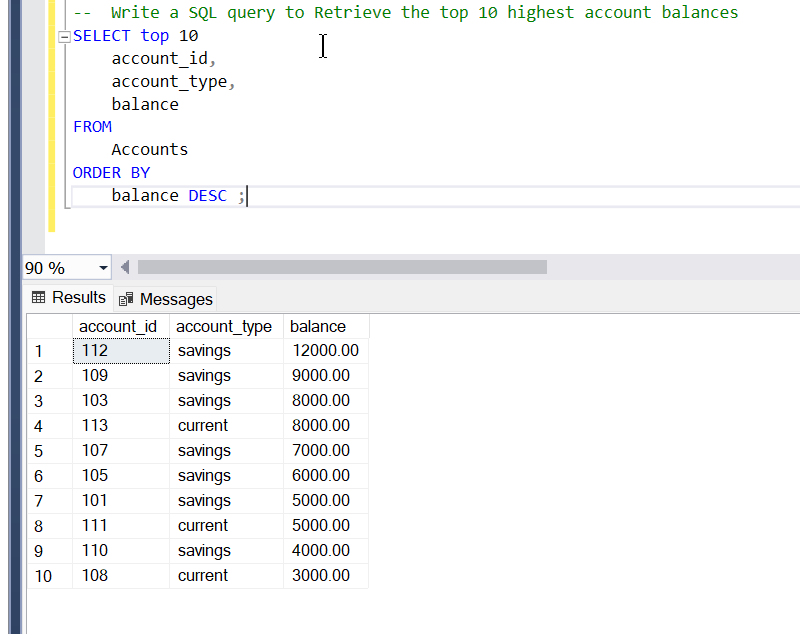 --  Write a SQL query to Retrieve the top 10 highest account balances
SELECT top 10
account_id,
account_type,
balance
FROM
Accounts
ORDER BY
balance DESC ;
90 %
Results Messages
account_id account_type balance
1 112 savings 12000.00
2 109 savings 9000.00
3 103 savings 8000.00
4 113 current 8000.00
5 107 savings 7000.00
6 105 savings 6000.00
7 101 savings 5000.00
8 111 current 5000.00
9 110 savings 4000.00
10 108 current 3000.00